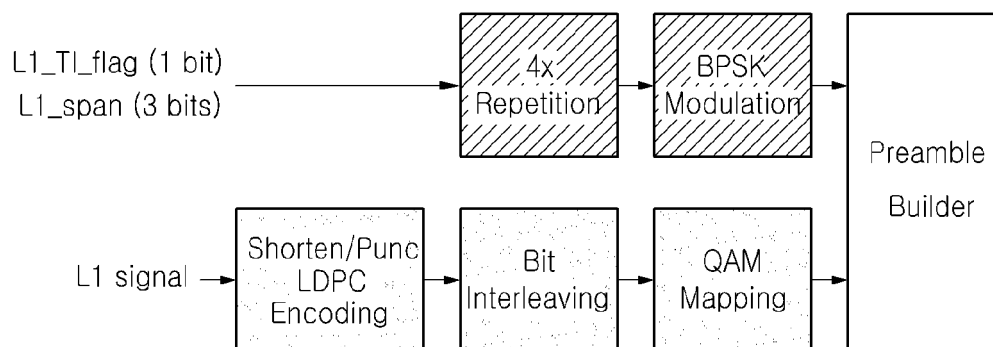 L1_TI_flag (1 bit)
L1_span (3 bits)
4x
Repetition
BPSK
Modulation
Preamble
Builder
L1 signal
Shorten/Punc
LDPC
Encoding
Bit
Interleaving
QAM
Mapping